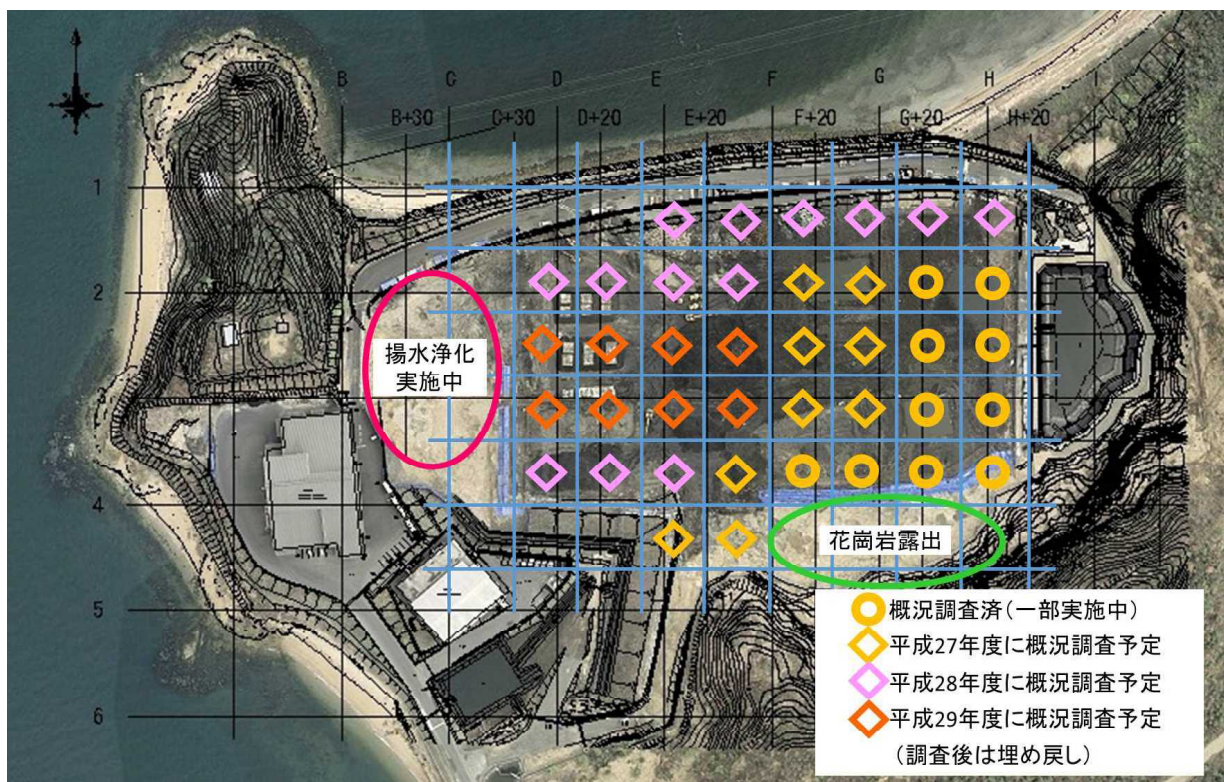 B
C
D
E
F
G
H
I
B+30
C+30
D+20
E+20
F+20
G+20
H+20
1
2
揚水浄化
実施中
3
4
花崗岩露出
5
6
概況調査済(一部実施中)
平成27年度に概況調査予定
平成28年度に概況調査予定
平成29年度に概況調査予定
(調査後は埋め戻し)